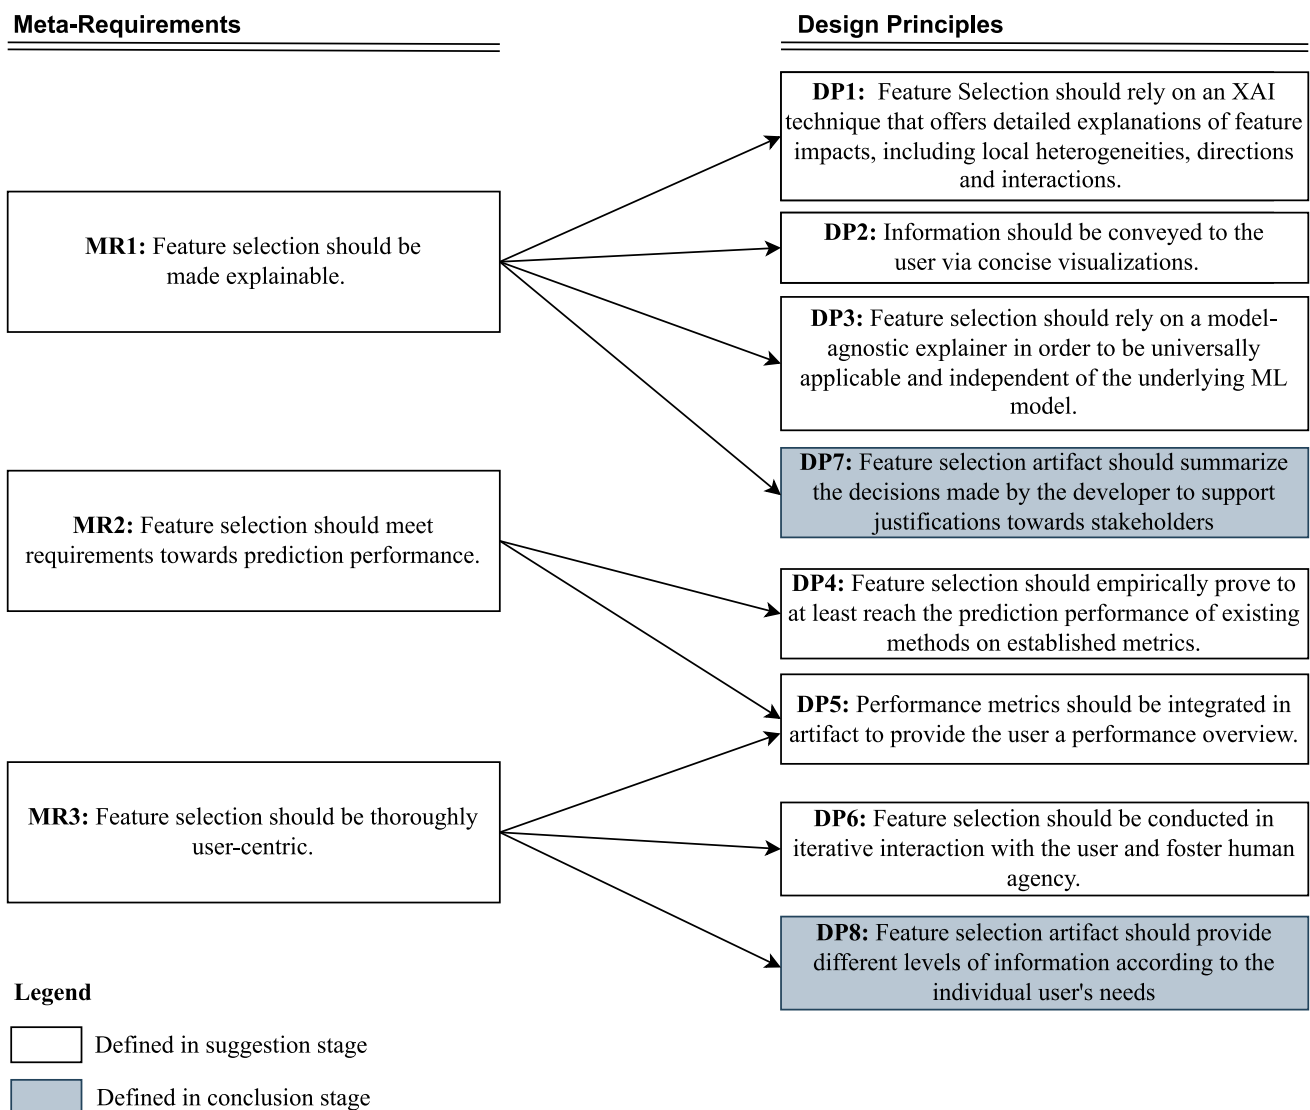 Meta-Requirements
Design Principles
DP1: Feature Selection should rely on an XAI
technique that offers detailed explanations of feature
impacts, including local heterogeneities, directions
and interactions.
MR1: Feature selection should be
made explainable.
DP2: Information should be conveyed to the
user via concise visualizations.
DP3: Feature selection should rely on a model-
agnostic explainer in order to be universally
applicable and independent of the underlying ML
model.
DP7: Feature selection artifact should summarize
the decisions made by the developer to support
justifications towards stakeholders
MR2: Feature selection should meet
requirements towards prediction performance.
DP4: Feature selection should empirically prove to
at least reach the prediction performance of existing
methods on established metrics.
DP5: Performance metrics should be integrated in
artifact to provide the user a performance overview.
MR3: Feature selection should be thoroughly
user-centric.
DP6: Feature selection should be conducted in
iterative interaction with the user and foster human
agency.
DP8: Feature selection artifact should provide
different levels of information according to the
individual user's needs
Legend
Defined in suggestion stage
Defined in conclusion stage